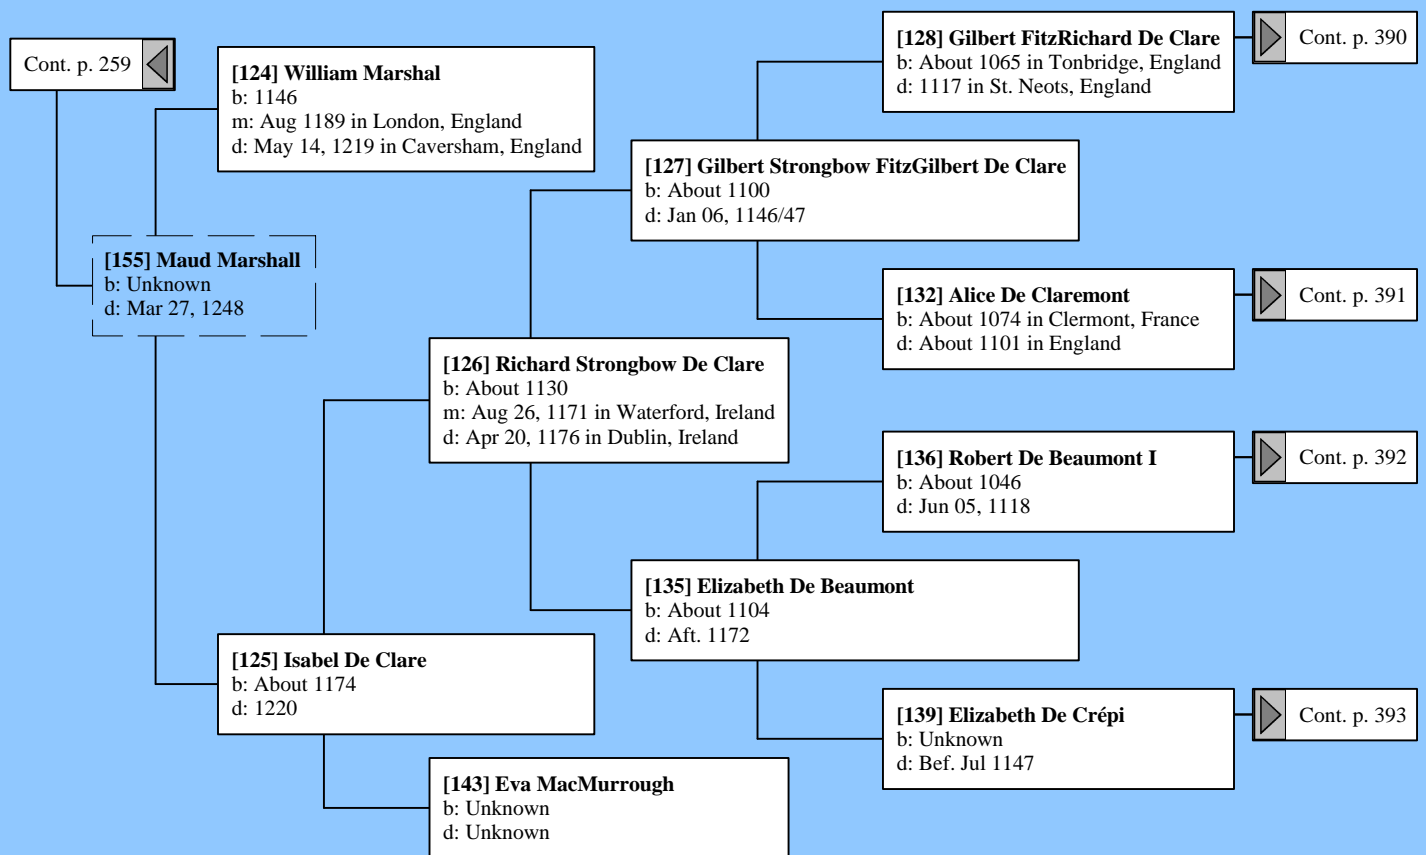 Cont. p. 259
[124] William Marshal
b: 1146
m: Aug 1189 in London, England
d: May 14, 1219 in Caversham, England
[155] Maud Marshall
b: Unknown
d: Mar 27, 1248
[125] Isabel De Clare
b: About 1174
d: 1220
[126] Richard Strongbow De Clare
b: About 1130
m: Aug 26, 1171 in Waterford, Ireland
d: Apr 20, 1176 in Dublin, Ireland
[143] Eva MacMurrough
b: Unknown
d: Unknown
[127] Gilbert Strongbow FitzGilbert De Clare
b: About 1100
d: Jan 06, 1146/47
[135] Elizabeth De Beaumont
b: About 1104
d: Aft. 1172
[128] Gilbert FitzRichard De Clare
b: About 1065 in Tonbridge, England
d: 1117 in St. Neots, England
Cont. p. 390
[132] Alice De Claremont
b: About 1074 in Clermont, France
d: About 1101 in England
Cont. p. 391
[136] Robert De Beaumont I
b: About 1046
d: Jun 05, 1118
Cont. p. 392
[139] Elizabeth De Crépi
b: Unknown
d: Bef. Jul 1147
Cont. p. 393